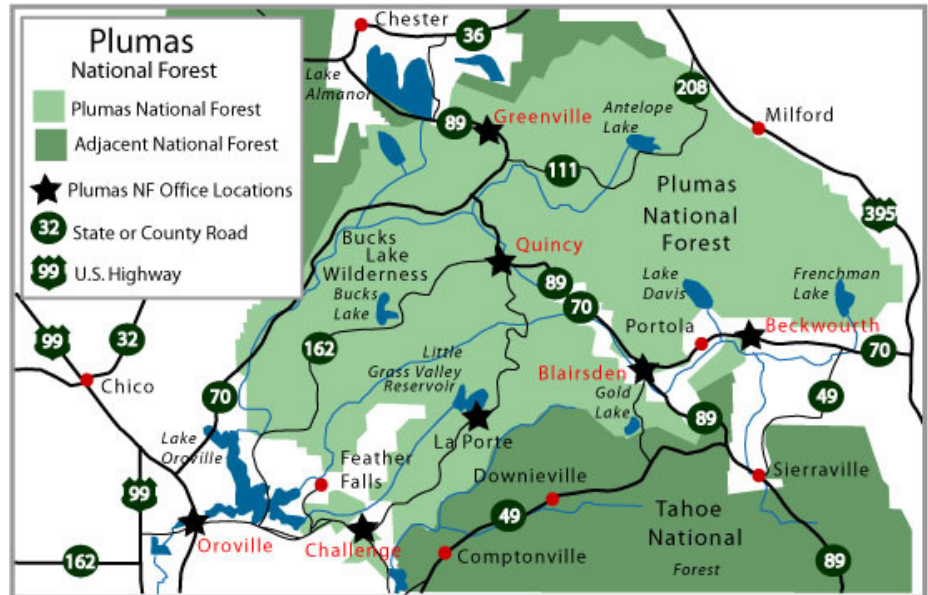 Plumas
National Forest
Plumas National Forest
Adjacent National Forest
Plumas NF Office Locations
32
State or County Road
99
U.S. Highway
Chester
36
Lake
Almanor
89
Greenville
Antelope
Lake
208
Milford
111
Plumas
National
Forest
395
Bucks
Lake
Wilderness
Bucks
Lake
Quincy
89
70
Lake
Davis
Frenchman
Lake
Portola
Beckwourth
70
99
32
Chico
162
Little
Grass Valley
Reservoir
Blairsden
Gold
Lake
89
49
70
Lake
Oroville
La Porte
Feather
Falls
Downieville
Sierraville
99
Oroville
Challenge
49
Comptonville
Tahoe
National
Forest
162
89